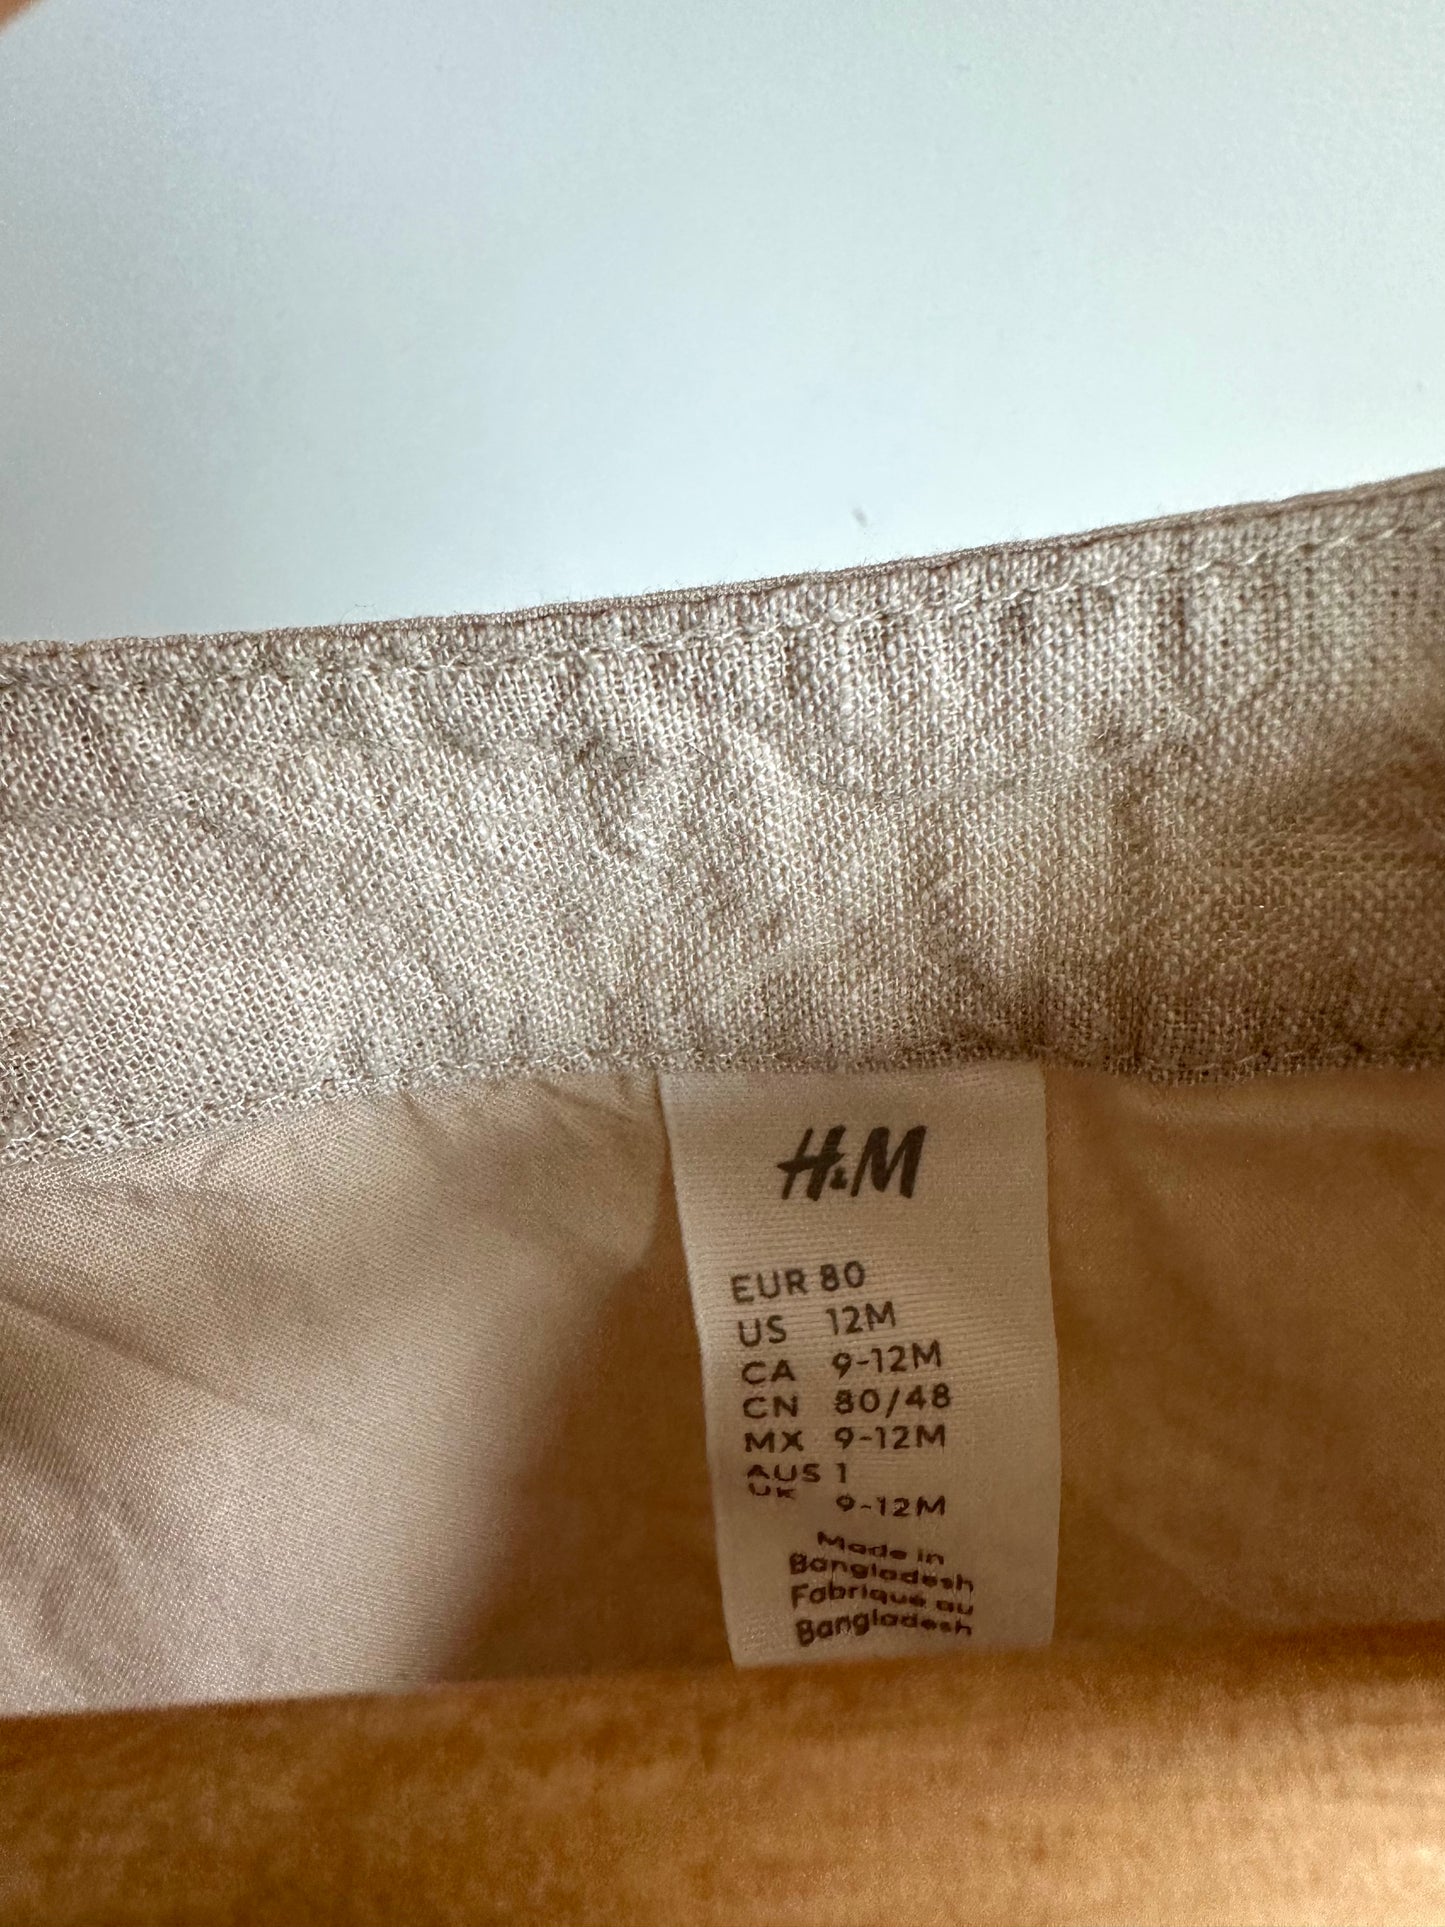 H&M
EUR 80
US 12M
CA 9-12M
CN 80/48
MX 9-12M
AUS 1
UK 9-12M
Made in
Bangladesh
Fabriqué au
Bangladesh